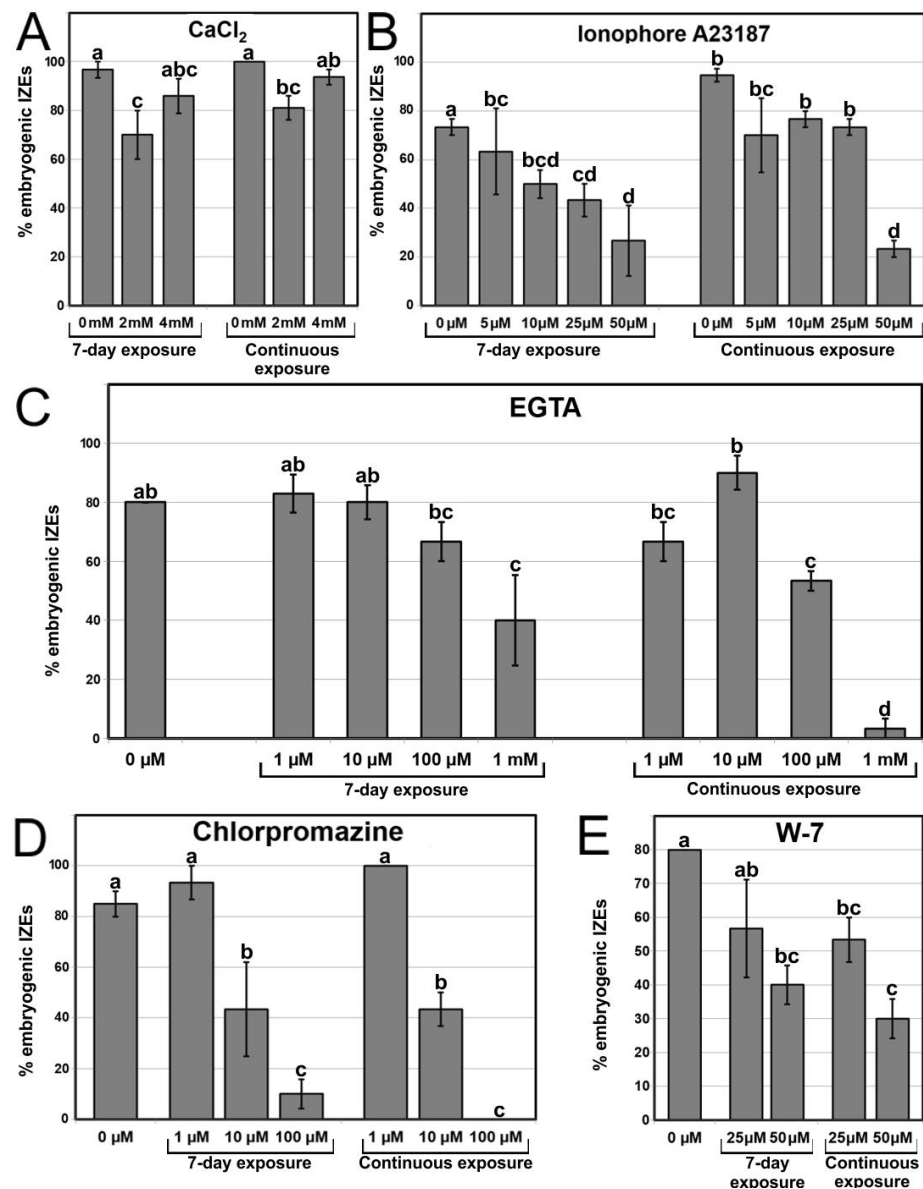 A
CaCl₂
% embryogenic IZEs
100
80
60
40
20
0
a c abc a bc ab
0mM 2mM 4mM 0mM 2mM 4mM
7-day exposure Continuous
exposure
B
Ionophore A23187
% embryogenic IZEs
100
80
60
40
20
0
a bc bcd cd d b bc b b d
0 µM 5µM 10µM 25µM 50µM 0 µM 5µM 10µM 25µM 50µM
7-day exposure Continuous exposure
C
EGTA
% embryogenic IZEs
100
80
60
40
20
0
ab ab ab bc c bc b c d
0 µM 1 µM 10 µM 100 µM 1 mM 1 µM 10 µM 100 µM 1 mM
7-day exposure Continuous exposure
D
Chlorpromazine
% embryogenic IZEs
100
80
60
40
20
0
a a b c a b c
0 µM 1 µM 10 µM 100 µM 1 µM 10 µM 100 µM
7-day exposure Continuous exposure
E
W-7
% embryogenic IZEs
80
70
60
50
40
30
20
10
0
a ab bc bc c
0 µM 25µM 50µM 25µM 50µM
7-day Continuous
exposure exposure